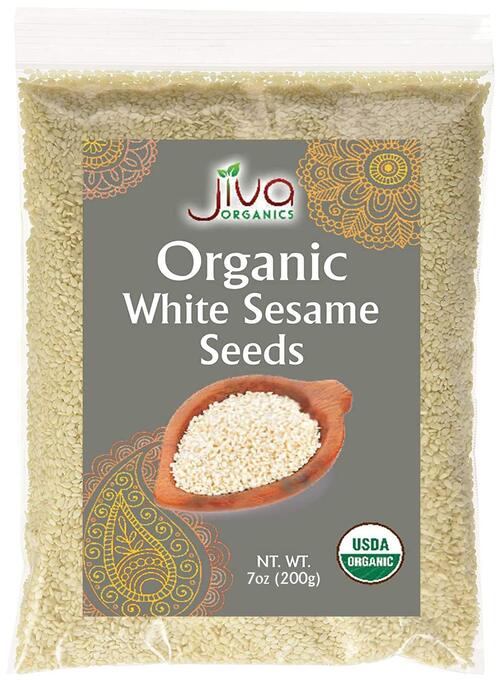 Jiva
ORGANICS
Organic
White Sesame
Seeds
NT. WT.
7oz (200g)
USDA
ORGANIC